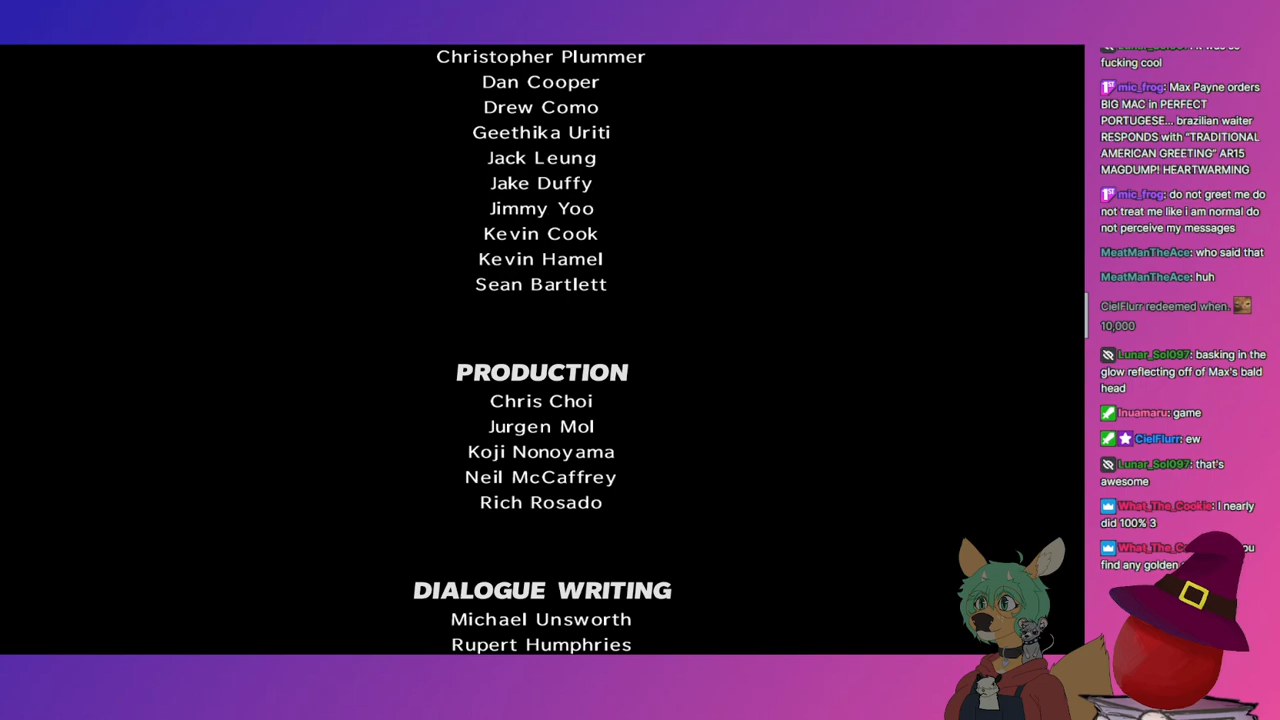 Christopher Plummer
Dan Cooper
Drew Como
Geethika Uriti
Jack Leung
Jake Duffy
Jimmy Yoo
Kevin Cook
Kevin Hamel
Sean Bartlett
PRODUCTION
Chris Choi
Jurgen Mol
Koji Nonoyama
Neil McCaffrey
Rich Rosado
DIALOGUE WRITING
Michael Unsworth
Rupert Humphries
fucking cool
mic_frog: Max Payne orders
BIG MAC in PERFECT
PORTUGESE... brazilian waiter
RESPONDS with "TRADITIONAL
AMERICAN GREETING" AR15
MAGDUMP! HEARTWARMING
mic_frog: do not greet me do
not treat me like i am normal do
not perceive my messages
MeatManTheAce: who said that
MeatManTheAce: huh
CielFlurr redeemed when.
10,000
Lunar_Sol097: basking in the
glow reflecting off of Max's bald
head
Inuamaru: game
CielFlurr: ew
Lunar_Sol097: that's
awesome
What_The_Cookie: I nearly
did 100% 3
find any golden